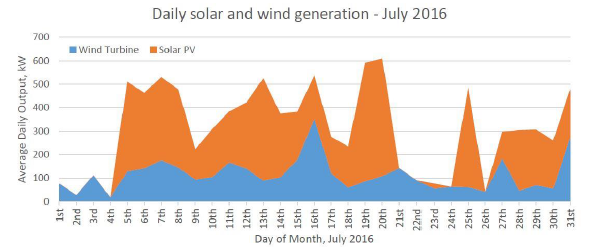 Daily solar and wind generation - July 2016
Wind Turbine Solar PV
Average Daily Output, kW
700
600
500
400
300
200
100
0
1st 2nd 3rd 4th 5th 6th 7th 8th 9th 10th 11th 12th 13th 14th 15th 16th 17th 18th 19th 20th 21st 22nd 23rd 24th 25th 26th 27th 28th 29th 30th 31st
Day of Month, July 2016